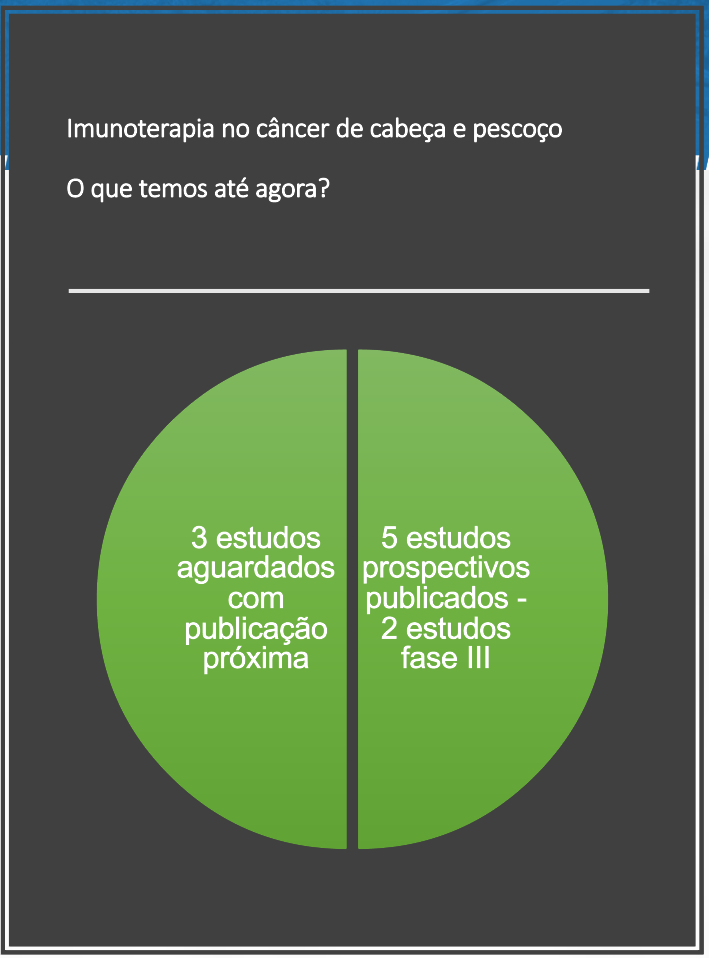 Imunoterapia no câncer de cabeça e pescoço
O que temos até agora?
3 estudos
aguardados
com
publicação
próxima
5 estudos
prospectivos
publicados -
2 estudos
fase III